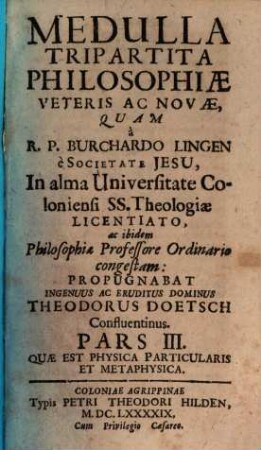 MEDULLA
TRIPARTITA
PHILOSOPHIÆ
VETERIS AC NOVÆ,
QUAM
à
R. P. BURCHARDO LINGEN
è SOCIETATE JESU,
In alma Universitate Co-
loniensi SS. Theologiæ
LICENTIATO,
ac ibidem
Philosophiæ Professore Ordinario
congestam:
PROPUGNABAT
INGENUUS AC ERUDITUS DOMINUS
THEODORUS DOETSCH
Confluentinus.
PARS III.
QUÆ EST PHYSICA PARTICULARIS
ET METAPHYSICA.
COLONIAE AGRIPPINAE
Typis PETRI THEODORI HILDEN,
M. DC. LXXXXIX.
Cum Privilegio Cæsareo.